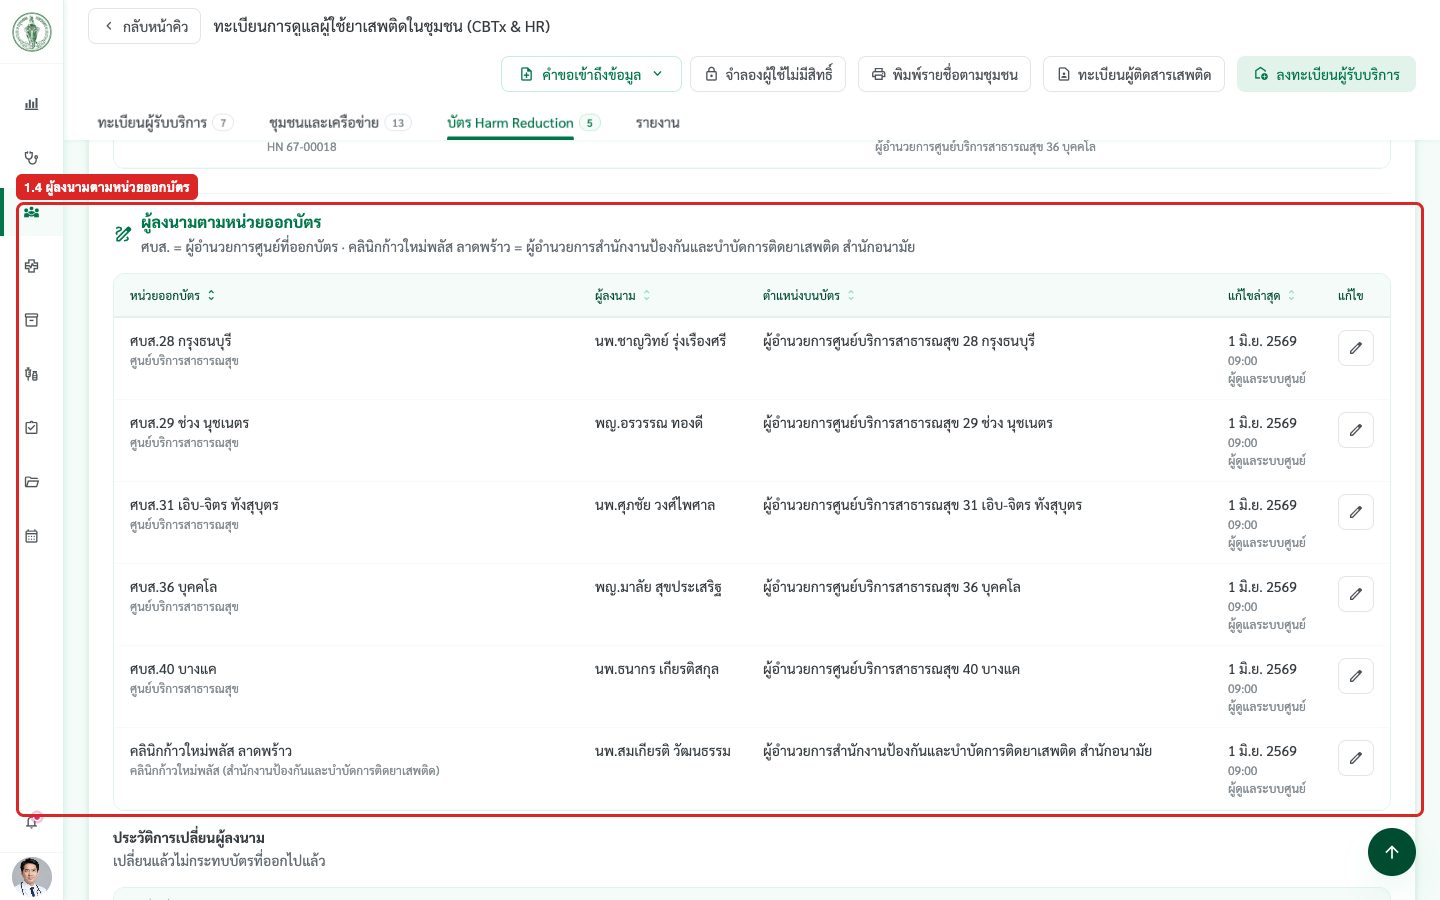 กลับหน้าคิว
ทะเบียนการดูแลผู้ใช้ยาเสพติดในชุมชน (CBTx & HR)
คำขอเข้าถึงข้อมูล
จำลองผู้ใช้ไม่มีสิทธิ์
พิมพ์รายชื่อตามชุมชน
ทะเบียนผู้ติดสารเสพติด
ลงทะเบียนผู้รับบริการ
ทะเบียนผู้รับบริการ 7
ชุมชนและเครือข่าย 13
บัตร Harm Reduction 5
รายงาน
HN 67-00018
ผู้อำนวยการศูนย์บริการสาธารณสุข 36 บุคคโล
1.4 ผู้ลงนามตามหน่วยออกบัตร
ผู้ลงนามตามหน่วยออกบัตร
ศบส. = ผู้อำนวยการศูนย์ที่ออกบัตร · คลินิกก้าวใหม่พลัส ลาดพร้าว = ผู้อำนวยการสำนักงานป้องกันและบำบัดการติดยาเสพติด สำนักอนามัย
หน่วยออกบัตร ผู้ลงนาม ตำแหน่งบนบัตร แก้ไขล่าสุด แก้ไข
ศบส.28 กรุงธนบุรี นพ.ชาญวิทย์ รุ่งเรืองศรี ผู้อำนวยการศูนย์บริการสาธารณสุข 28 กรุงธนบุรี 1 มิ.ย. 2569
ศูนย์บริการสาธารณสุข 09:00
ผู้ดูแลระบบศูนย์
ศบส.29 ช่วง นุชเนตร พญ.อรวรรณ ทองดี ผู้อำนวยการศูนย์บริการสาธารณสุข 29 ช่วง นุชเนตร 1 มิ.ย. 2569
ศูนย์บริการสาธารณสุข 09:00
ผู้ดูแลระบบศูนย์
ศบส.31 เอิบ-จิตร ทังสุบุตร นพ.ศุภชัย วงศ์ไพศาล ผู้อำนวยการศูนย์บริการสาธารณสุข 31 เอิบ-จิตร ทังสุบุตร 1 มิ.ย. 2569
ศูนย์บริการสาธารณสุข 09:00
ผู้ดูแลระบบศูนย์
ศบส.36 บุคคโล พญ.มาลัย สุขประเสริฐ ผู้อำนวยการศูนย์บริการสาธารณสุข 36 บุคคโล 1 มิ.ย. 2569
ศูนย์บริการสาธารณสุข 09:00
ผู้ดูแลระบบศูนย์
ศบส.40 บางแค นพ.ธนากร เกียรติสกุล ผู้อำนวยการศูนย์บริการสาธารณสุข 40 บางแค 1 มิ.ย. 2569
ศูนย์บริการสาธารณสุข 09:00
ผู้ดูแลระบบศูนย์
คลินิกก้าวใหม่พลัส ลาดพร้าว นพ.สมเกียรติ วัฒนธรรม ผู้อำนวยการสำนักงานป้องกันและบำบัดการติดยาเสพติด สำนักอนามัย 1 มิ.ย. 2569
คลินิกก้าวใหม่พลัส (สำนักงานป้องกันและบำบัดการติดยาเสพติด) 09:00
ผู้ดูแลระบบศูนย์
ประวัติการเปลี่ยนผู้ลงนาม
เปลี่ยนแล้วไม่กระทบบัตรที่ออกไปแล้ว